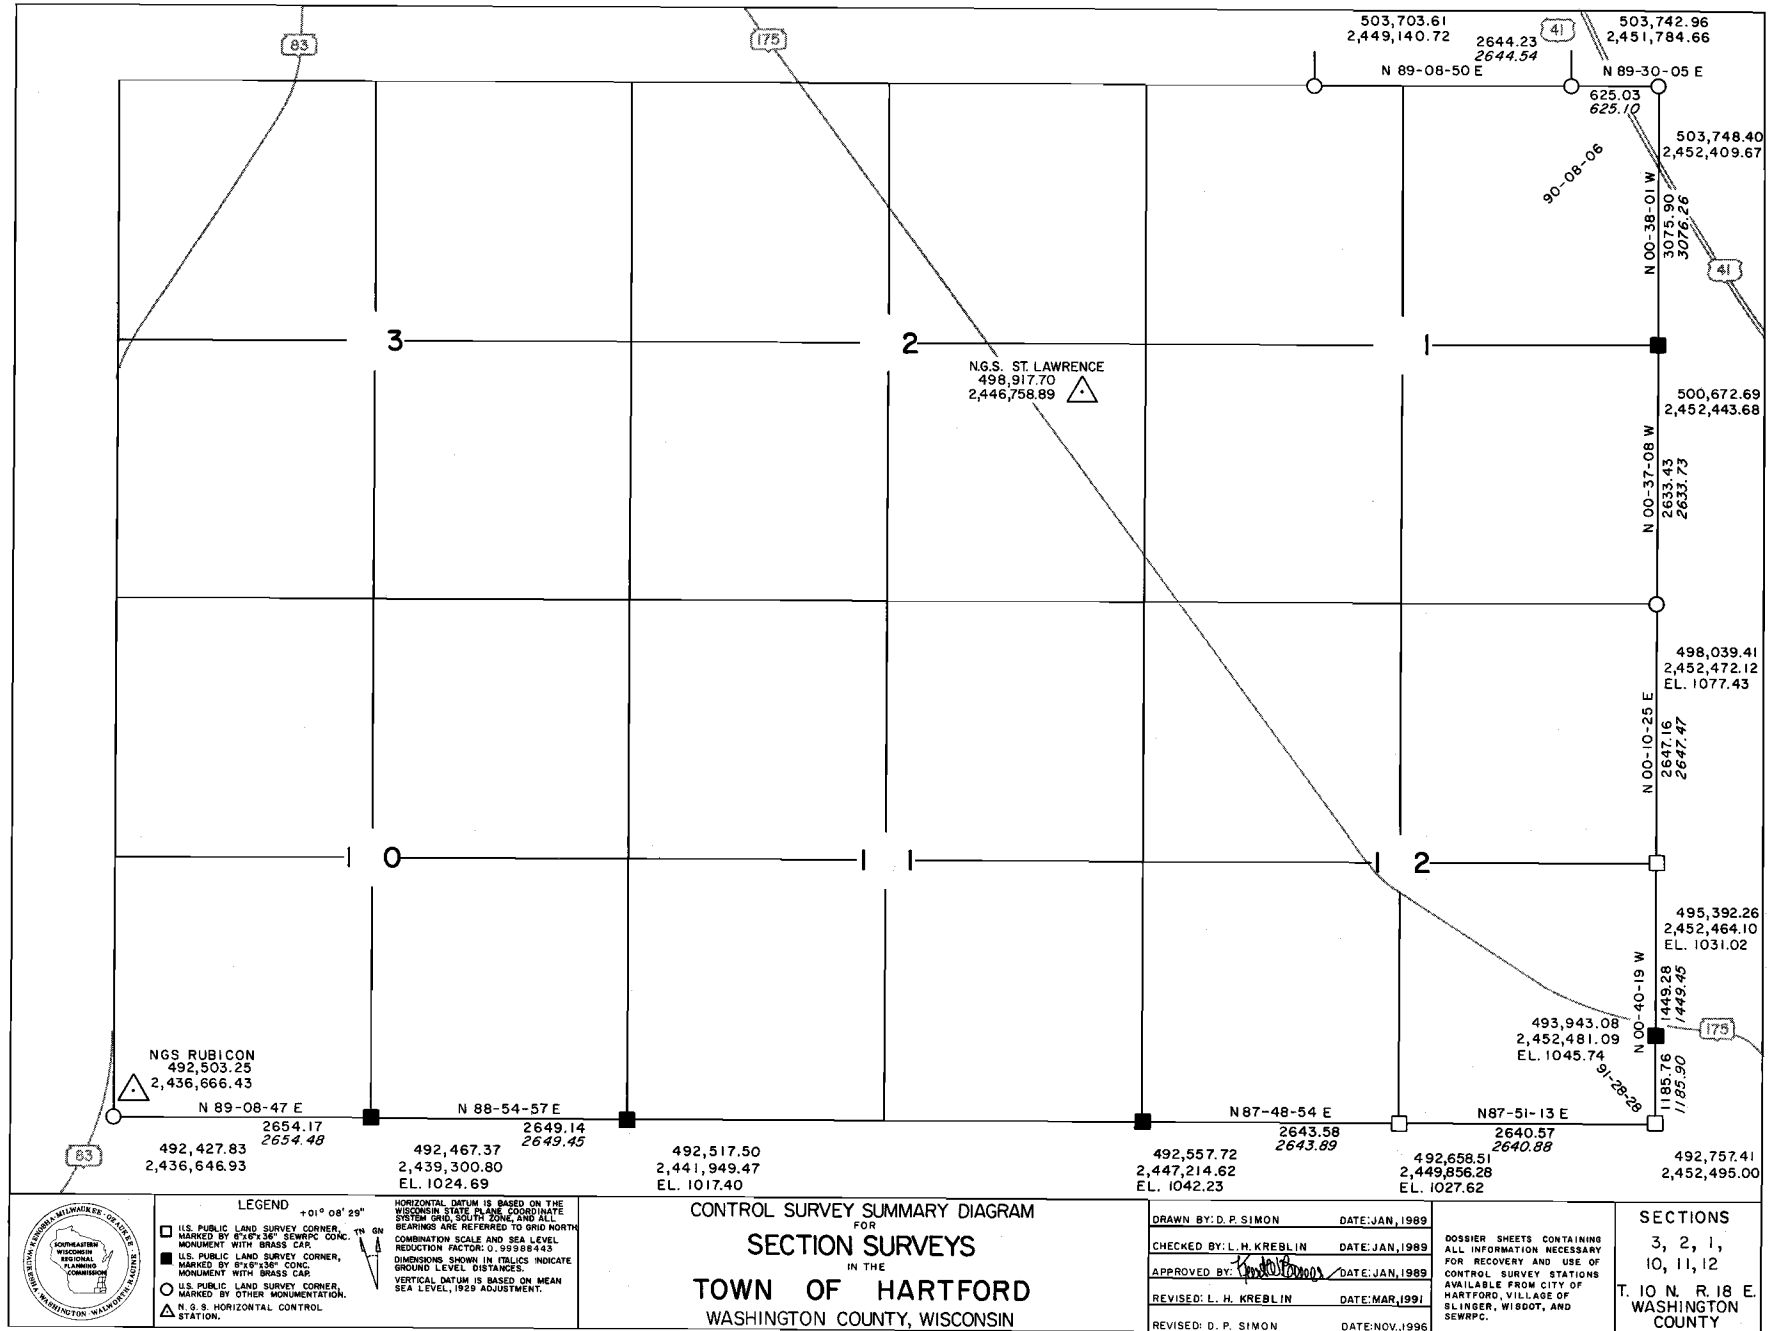 83
175
503,703.61
2,449,140.72
2644.23
2644.54
41
503,742.96
2,451,784.66
N 89-08-50 E
N 89-30-05 E
625.03
625.10
503,748.40
2,452,409.67
90-08-06
N 00-38-01 W
3075.90
3076.26
41
3
2
1
N.G.S. ST. LAWRENCE
498,917.70
2,446,758.89
500,672.69
2,452,443.68
N 00-37-08 W
2633.43
2633.73
498,039.41
2,452,472.12
EL. 1077.43
N 00-10-25 E
2647.16
2647.47
10
11
12
495,392.26
2,452,464.10
EL. 1031.02
N 00-40-19 W
1449.28
1449.45
493,943.08
2,452,481.09
EL. 1045.74
175
91-28-28
1185.76
1185.90
NGS RUBICON
492,503.25
2,436,666.43
N 89-08-47 E
2654.17
2654.48
N 88-54-57 E
2649.14
2649.45
N87-48-54 E
2643.58
2643.89
N87-51-13 E
2640.57
2640.88
83
492,427.83
2,436,646.93
492,467.37
2,439,300.80
EL. 1024.69
492,517.50
2,441,949.47
EL. 1017.40
492,557.72
2,447,214.62
EL. 1042.23
492,658.51
2,449,856.28
EL. 1027.62
492,757.41
2,452,495.00
SOUTHEASTERN
WISCONSIN
REGIONAL
PLANNING
COMMISSION
LEGEND
+01° 08' 29"
TN GN
U.S. PUBLIC LAND SURVEY CORNER,
MARKED BY 6"x6"x36" SEWRPC CONC.
MONUMENT WITH BRASS CAP.
U.S. PUBLIC LAND SURVEY CORNER,
MARKED BY 6"x6"x36" CONC.
MONUMENT WITH BRASS CAP.
U.S. PUBLIC LAND SURVEY CORNER,
MARKED BY OTHER MONUMENTATION.
N.G.S. HORIZONTAL CONTROL
STATION.
HORIZONTAL DATUM IS BASED ON THE
WISCONSIN STATE PLANE COORDINATE
SYSTEM GRID, SOUTH ZONE, AND ALL
BEARINGS ARE REFERRED TO GRID NORTH
COMBINATION SCALE AND SEA LEVEL
REDUCTION FACTOR: 0.99988443
DIMENSIONS SHOWN IN ITALICS INDICATE
GROUND LEVEL DISTANCES.
VERTICAL DATUM IS BASED ON MEAN
SEA LEVEL, 1929 ADJUSTMENT.
CONTROL SURVEY SUMMARY DIAGRAM
FOR
SECTION SURVEYS
IN THE
TOWN OF HARTFORD
WASHINGTON COUNTY, WISCONSIN
DRAWN BY: D. P. SIMON DATE: JAN, 1989
CHECKED BY: L. H. KREBLIN DATE: JAN, 1989
APPROVED BY: DATE: JAN, 1989
REVISED: L. H. KREBLIN DATE: MAR, 1991
REVISED: D. P. SIMON DATE: NOV., 1996
DOSSIER SHEETS CONTAINING
ALL INFORMATION NECESSARY
FOR RECOVERY AND USE OF
CONTROL SURVEY STATIONS
AVAILABLE FROM CITY OF
HARTFORD, VILLAGE OF
SLINGER, WISDOT, AND
SEWRPC.
SECTIONS
3, 2, 1,
10, 11, 12
T. 10 N. R. 18 E.
WASHINGTON
COUNTY